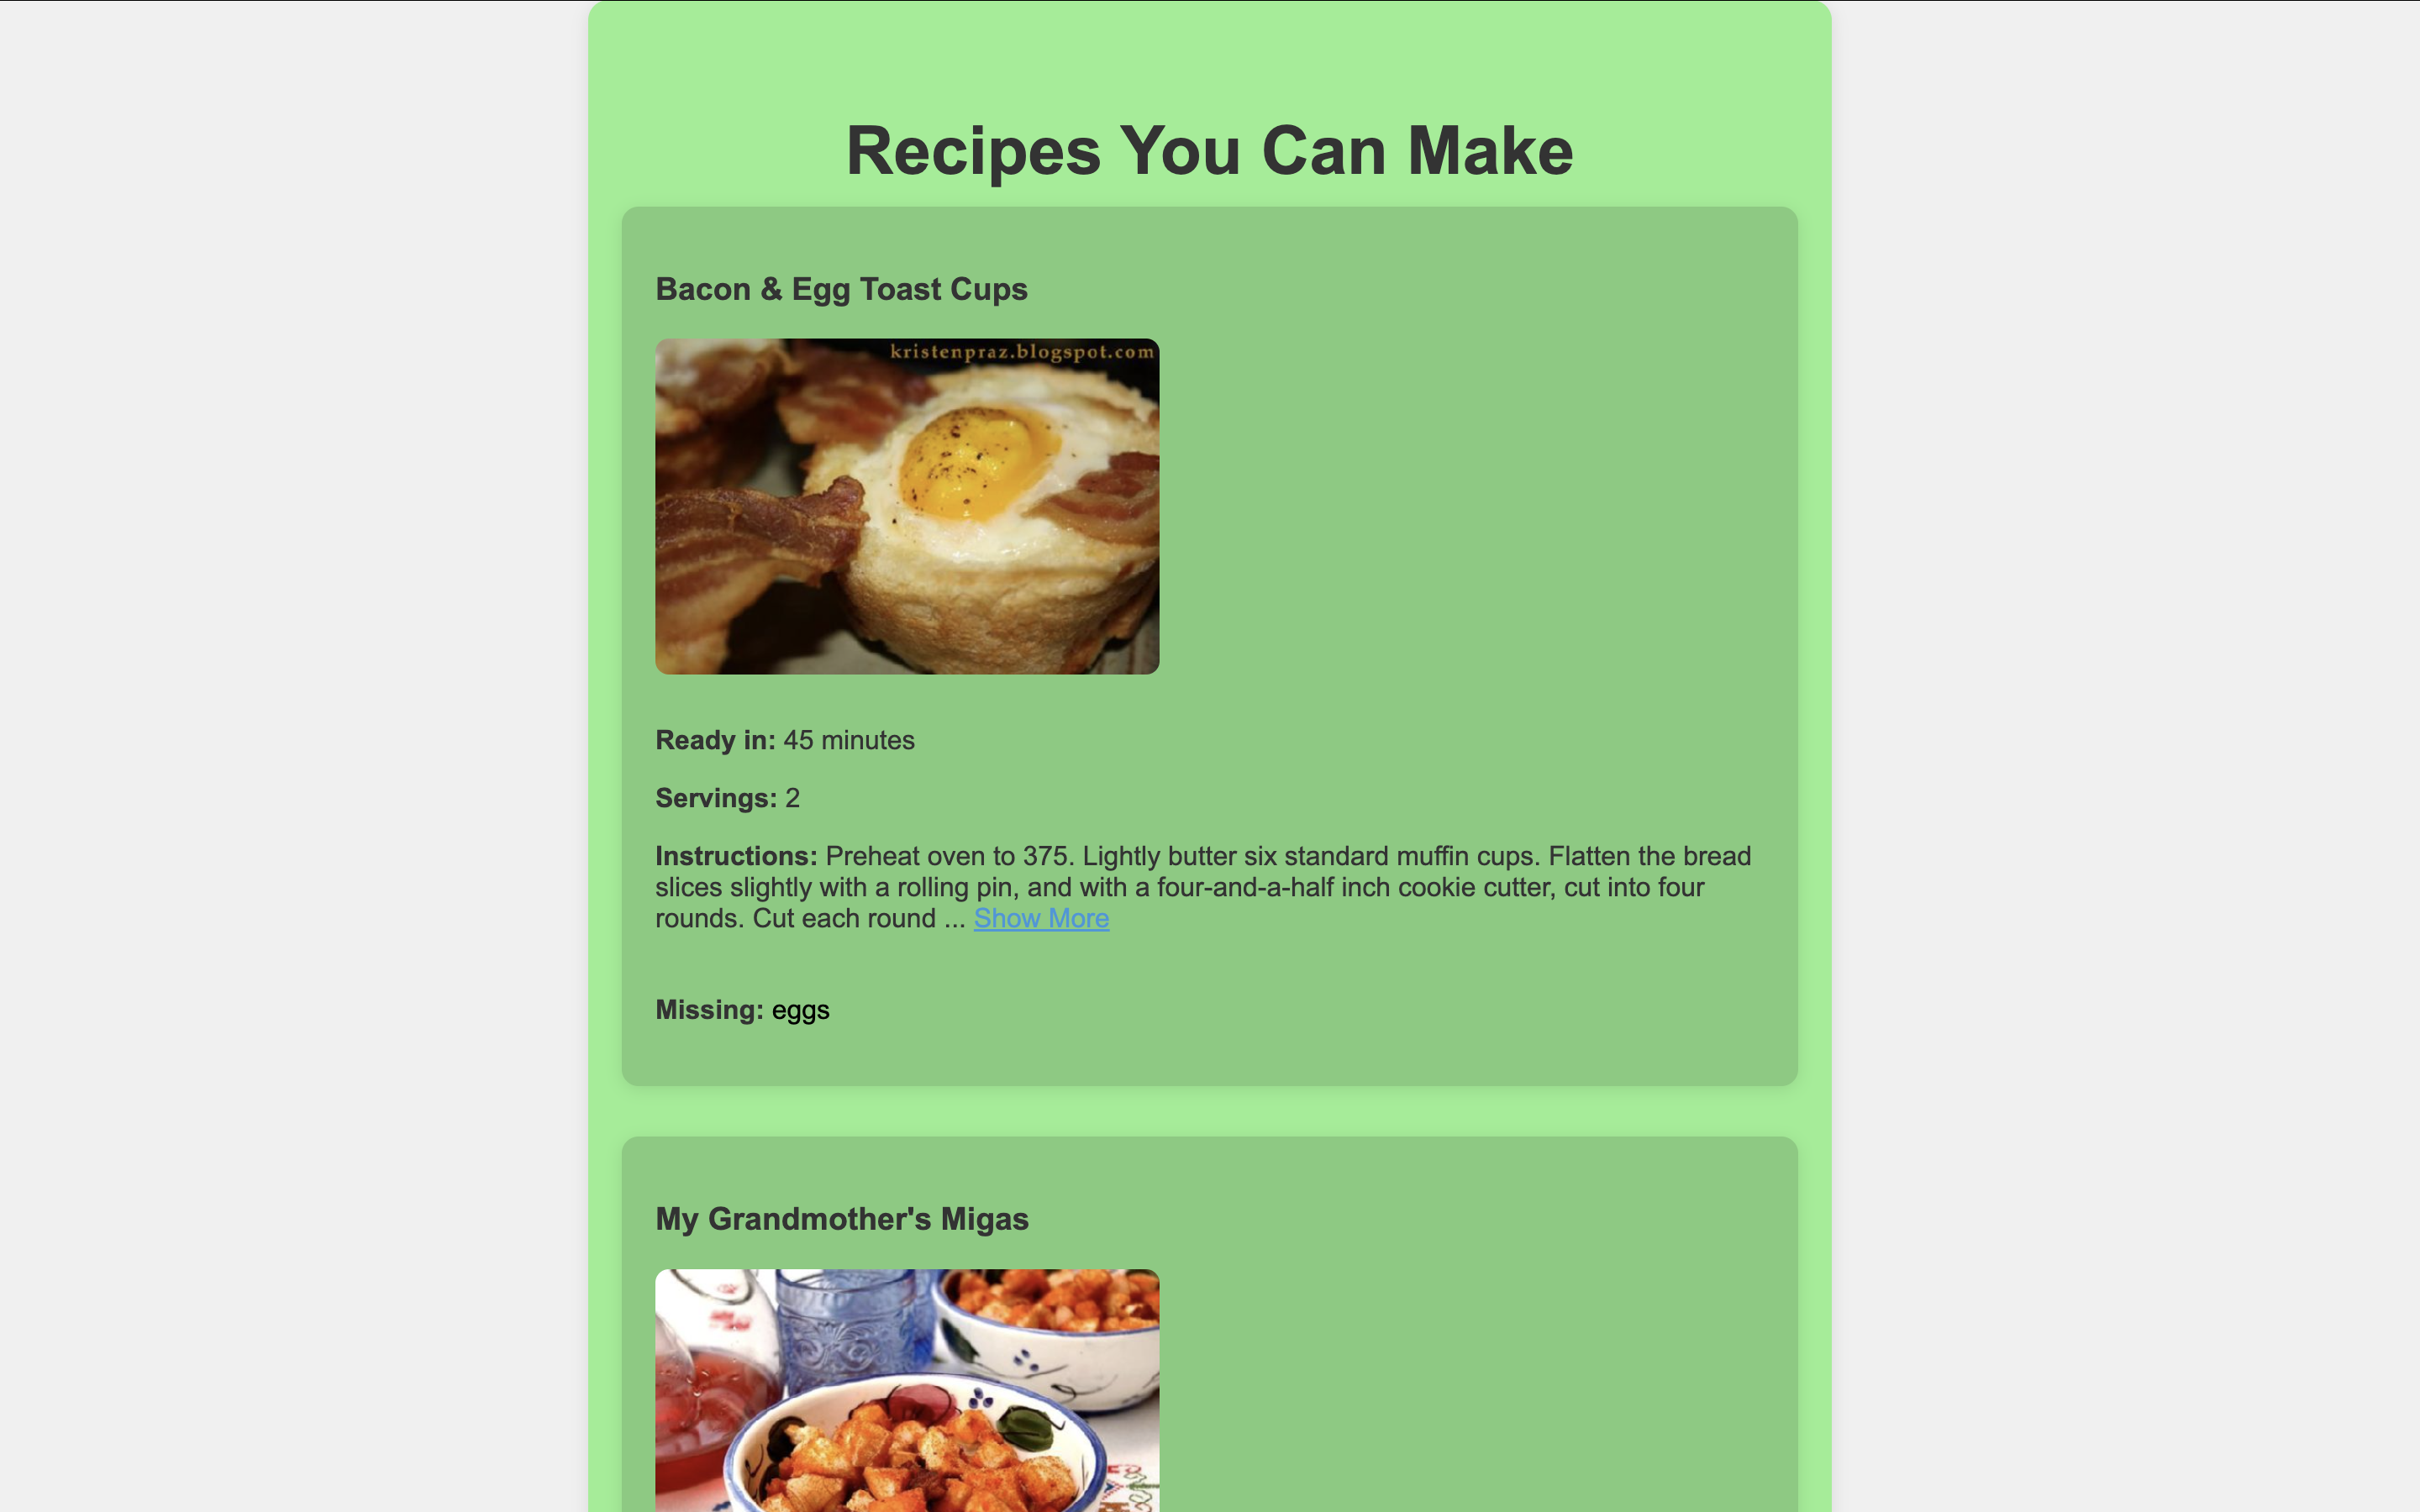 Recipes You Can Make
Bacon & Egg Toast Cups
kristenpraz.blogspot.com
Ready in: 45 minutes
Servings: 2
Instructions: Preheat oven to 375. Lightly butter six standard muffin cups. Flatten the bread
slices slightly with a rolling pin, and with a four-and-a-half inch cookie cutter, cut into four
rounds. Cut each round ... Show More
Missing: eggs
My Grandmother's Migas